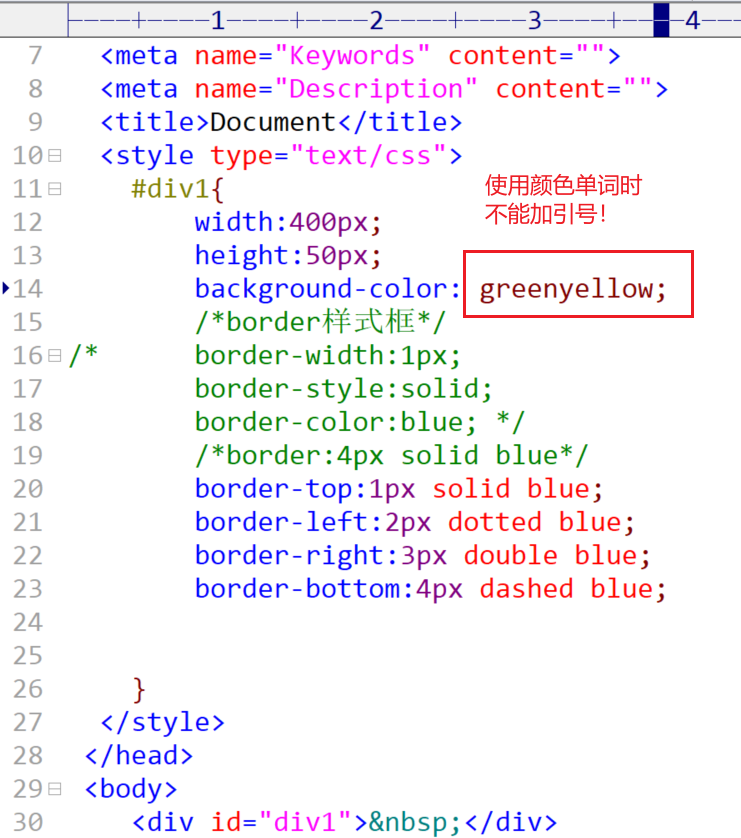 1 2 3 4
7 <meta name="Keywords" content="">
8 <meta name="Description" content="">
9 <title>Document</title>
10 <style type="text/css">
11 #div1{
使用颜色单词时
不能加引号！
12 width:400px;
13 height:50px;
14 background-color: greenyellow;
15 /*border样式框*/
16 /* border-width:1px;
17 border-style:solid;
18 border-color:blue; */
19 /*border:4px solid blue*/
20 border-top:1px solid blue;
21 border-left:2px dotted blue;
22 border-right:3px double blue;
23 border-bottom:4px dashed blue;
24
25
26 }
27 </style>
28 </head>
29 <body>
30 <div id="div1">&nbsp;</div>